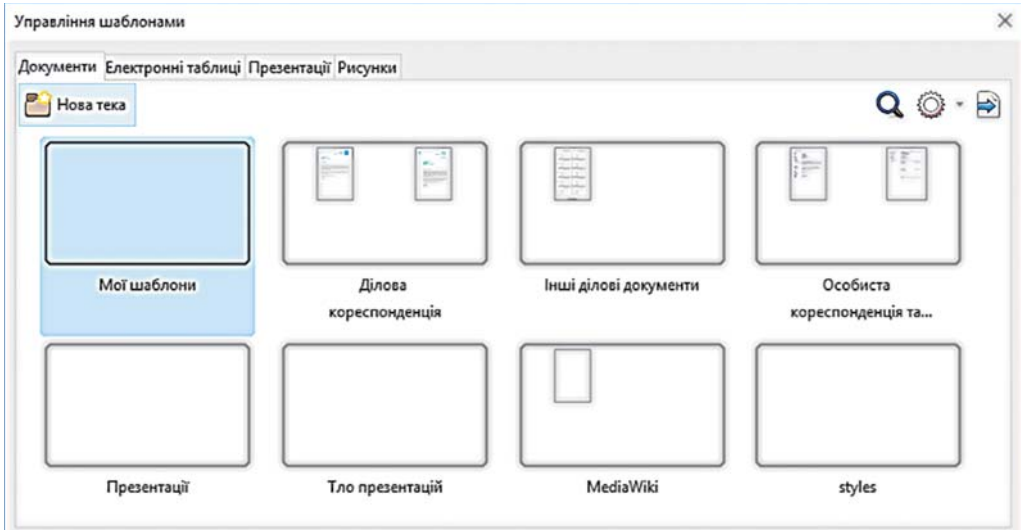 Управління шаблонами
Документи Електронні таблиці Презентації Рисунки
Нова тека
Мої шаблони
Ділова кореспонденція
Інші ділові документи
Особиста кореспонденція та...
Презентації
Тло презентацій
MediaWiki
styles